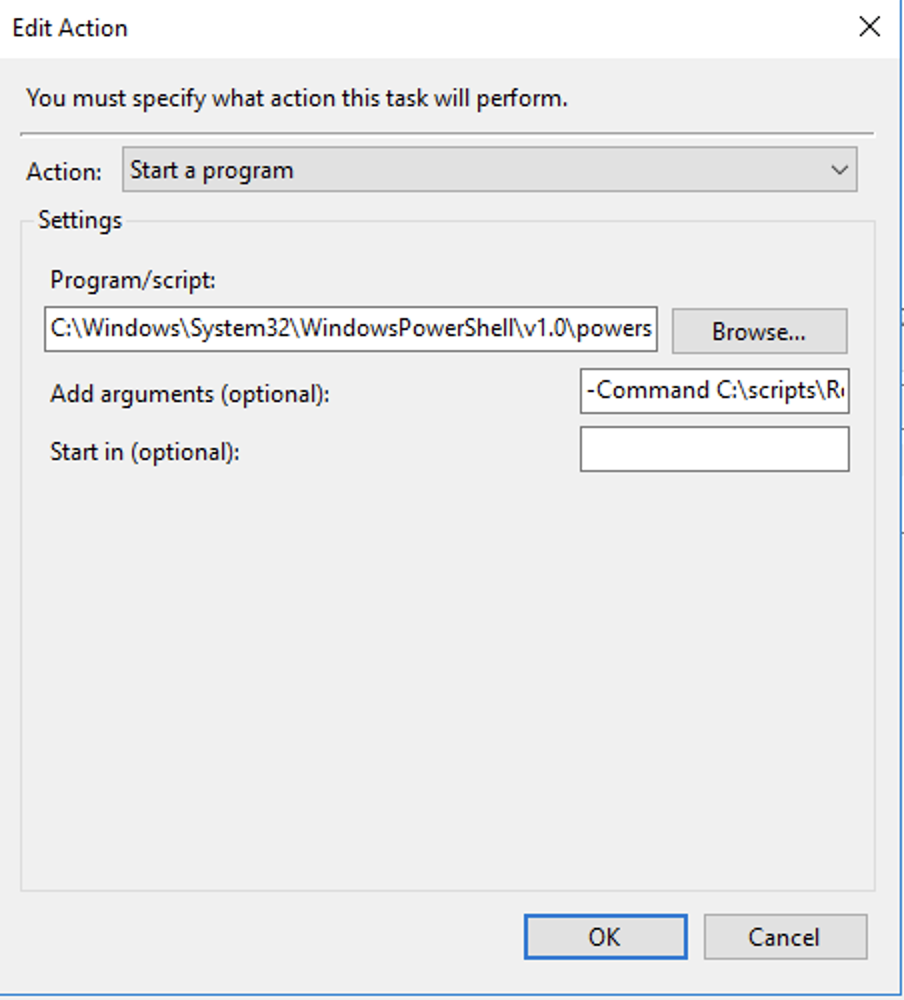 Edit Action
You must specify what action this task will perform.
Action: Start a program
Settings
Program/script:
C:\Windows\System32\WindowsPowerShell\v1.0\powers Browse...
Add arguments (optional): -Command C:\scripts\R
Start in (optional):
OK Cancel